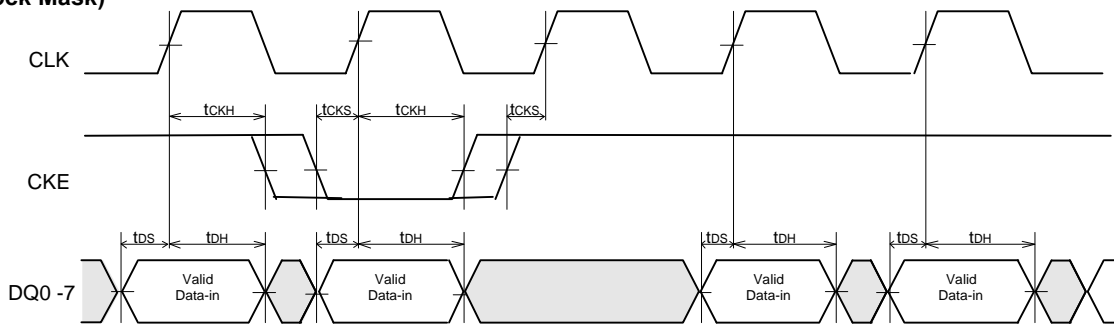 ock Mask)
CLK
tCKH tCKS tCKH tCKS
CKE
tDS tDH tDS tDH tDS tDH tDS tDH
Valid Valid Valid Valid
DQ0 -7 Data-in Data-in Data-in Data-in